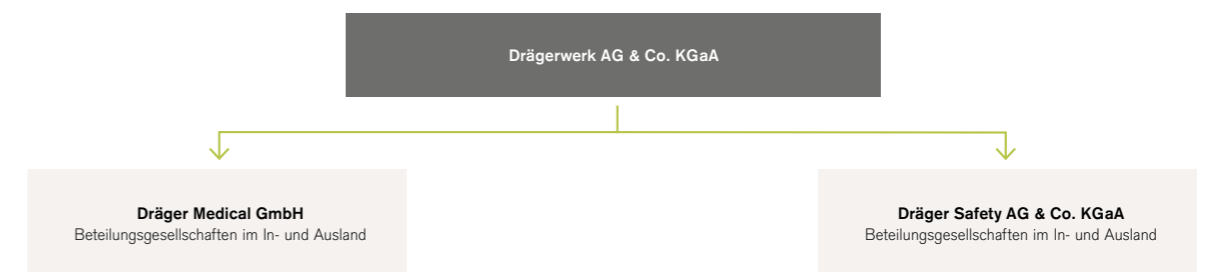 Drägerwerk AG & Co. KGaA
Dräger Medical GmbH
Beteiligungsgesellschaften im In- und Ausland
Dräger Safety AG & Co. KGaA
Beteilungsgesellschaften im In- und Ausland